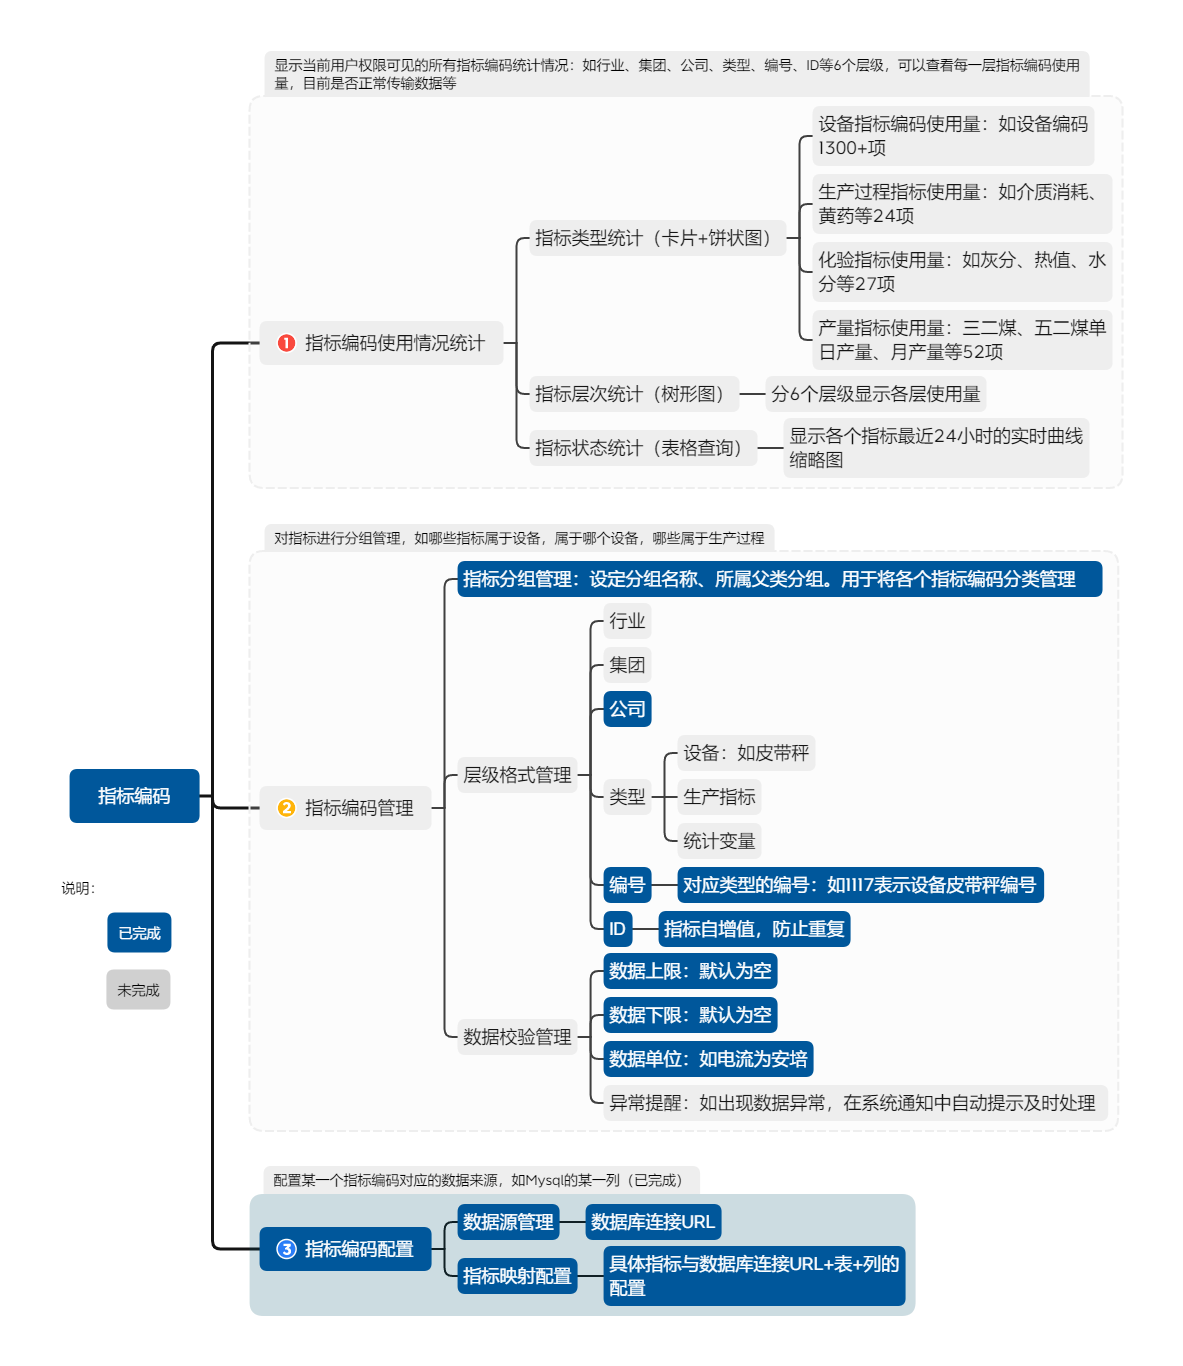 显示当前用户权限可见的所有指标编码统计情况：如行业、集团、公司、类型、编号、ID等6个层级，可以查看每一层指标编码使用
量，目前是否正常传输数据等
设备指标编码使用量：如设备编码
1300+项
生产过程指标使用量：如介质消耗、
黄药等24项
指标类型统计（卡片+饼状图）
化验指标使用量：如灰分、热值、水
分等27项
产量指标使用量：三二煤、五二煤单
日产量、月产量等52项
1 指标编码使用情况统计
指标层次统计（树形图）
分6个层级显示各层使用量
指标状态统计（表格查询）
显示各个指标最近24小时的实时曲线
缩略图
对指标进行分组管理，如哪些指标属于设备，属于哪个设备，哪些属于生产过程
指标分组管理：设定分组名称、所属父类分组。用于将各个指标编码分类管理
行业
集团
公司
层级格式管理
设备：如皮带秤
类型
生产指标
统计变量
指标编码
2 指标编码管理
编号
对应类型的编号：如1117表示设备皮带秤编号
ID
指标自增值，防止重复
说明：
已完成
未完成
数据上限：默认为空
数据下限：默认为空
数据校验管理
数据单位：如电流为安培
异常提醒：如出现数据异常，在系统通知中自动提示及时处理
配置某一个指标编码对应的数据来源，如Mysql的某一列（已完成）
数据源管理
数据库连接URL
3 指标编码配置
指标映射配置
具体指标与数据库连接URL+表+列的
配置